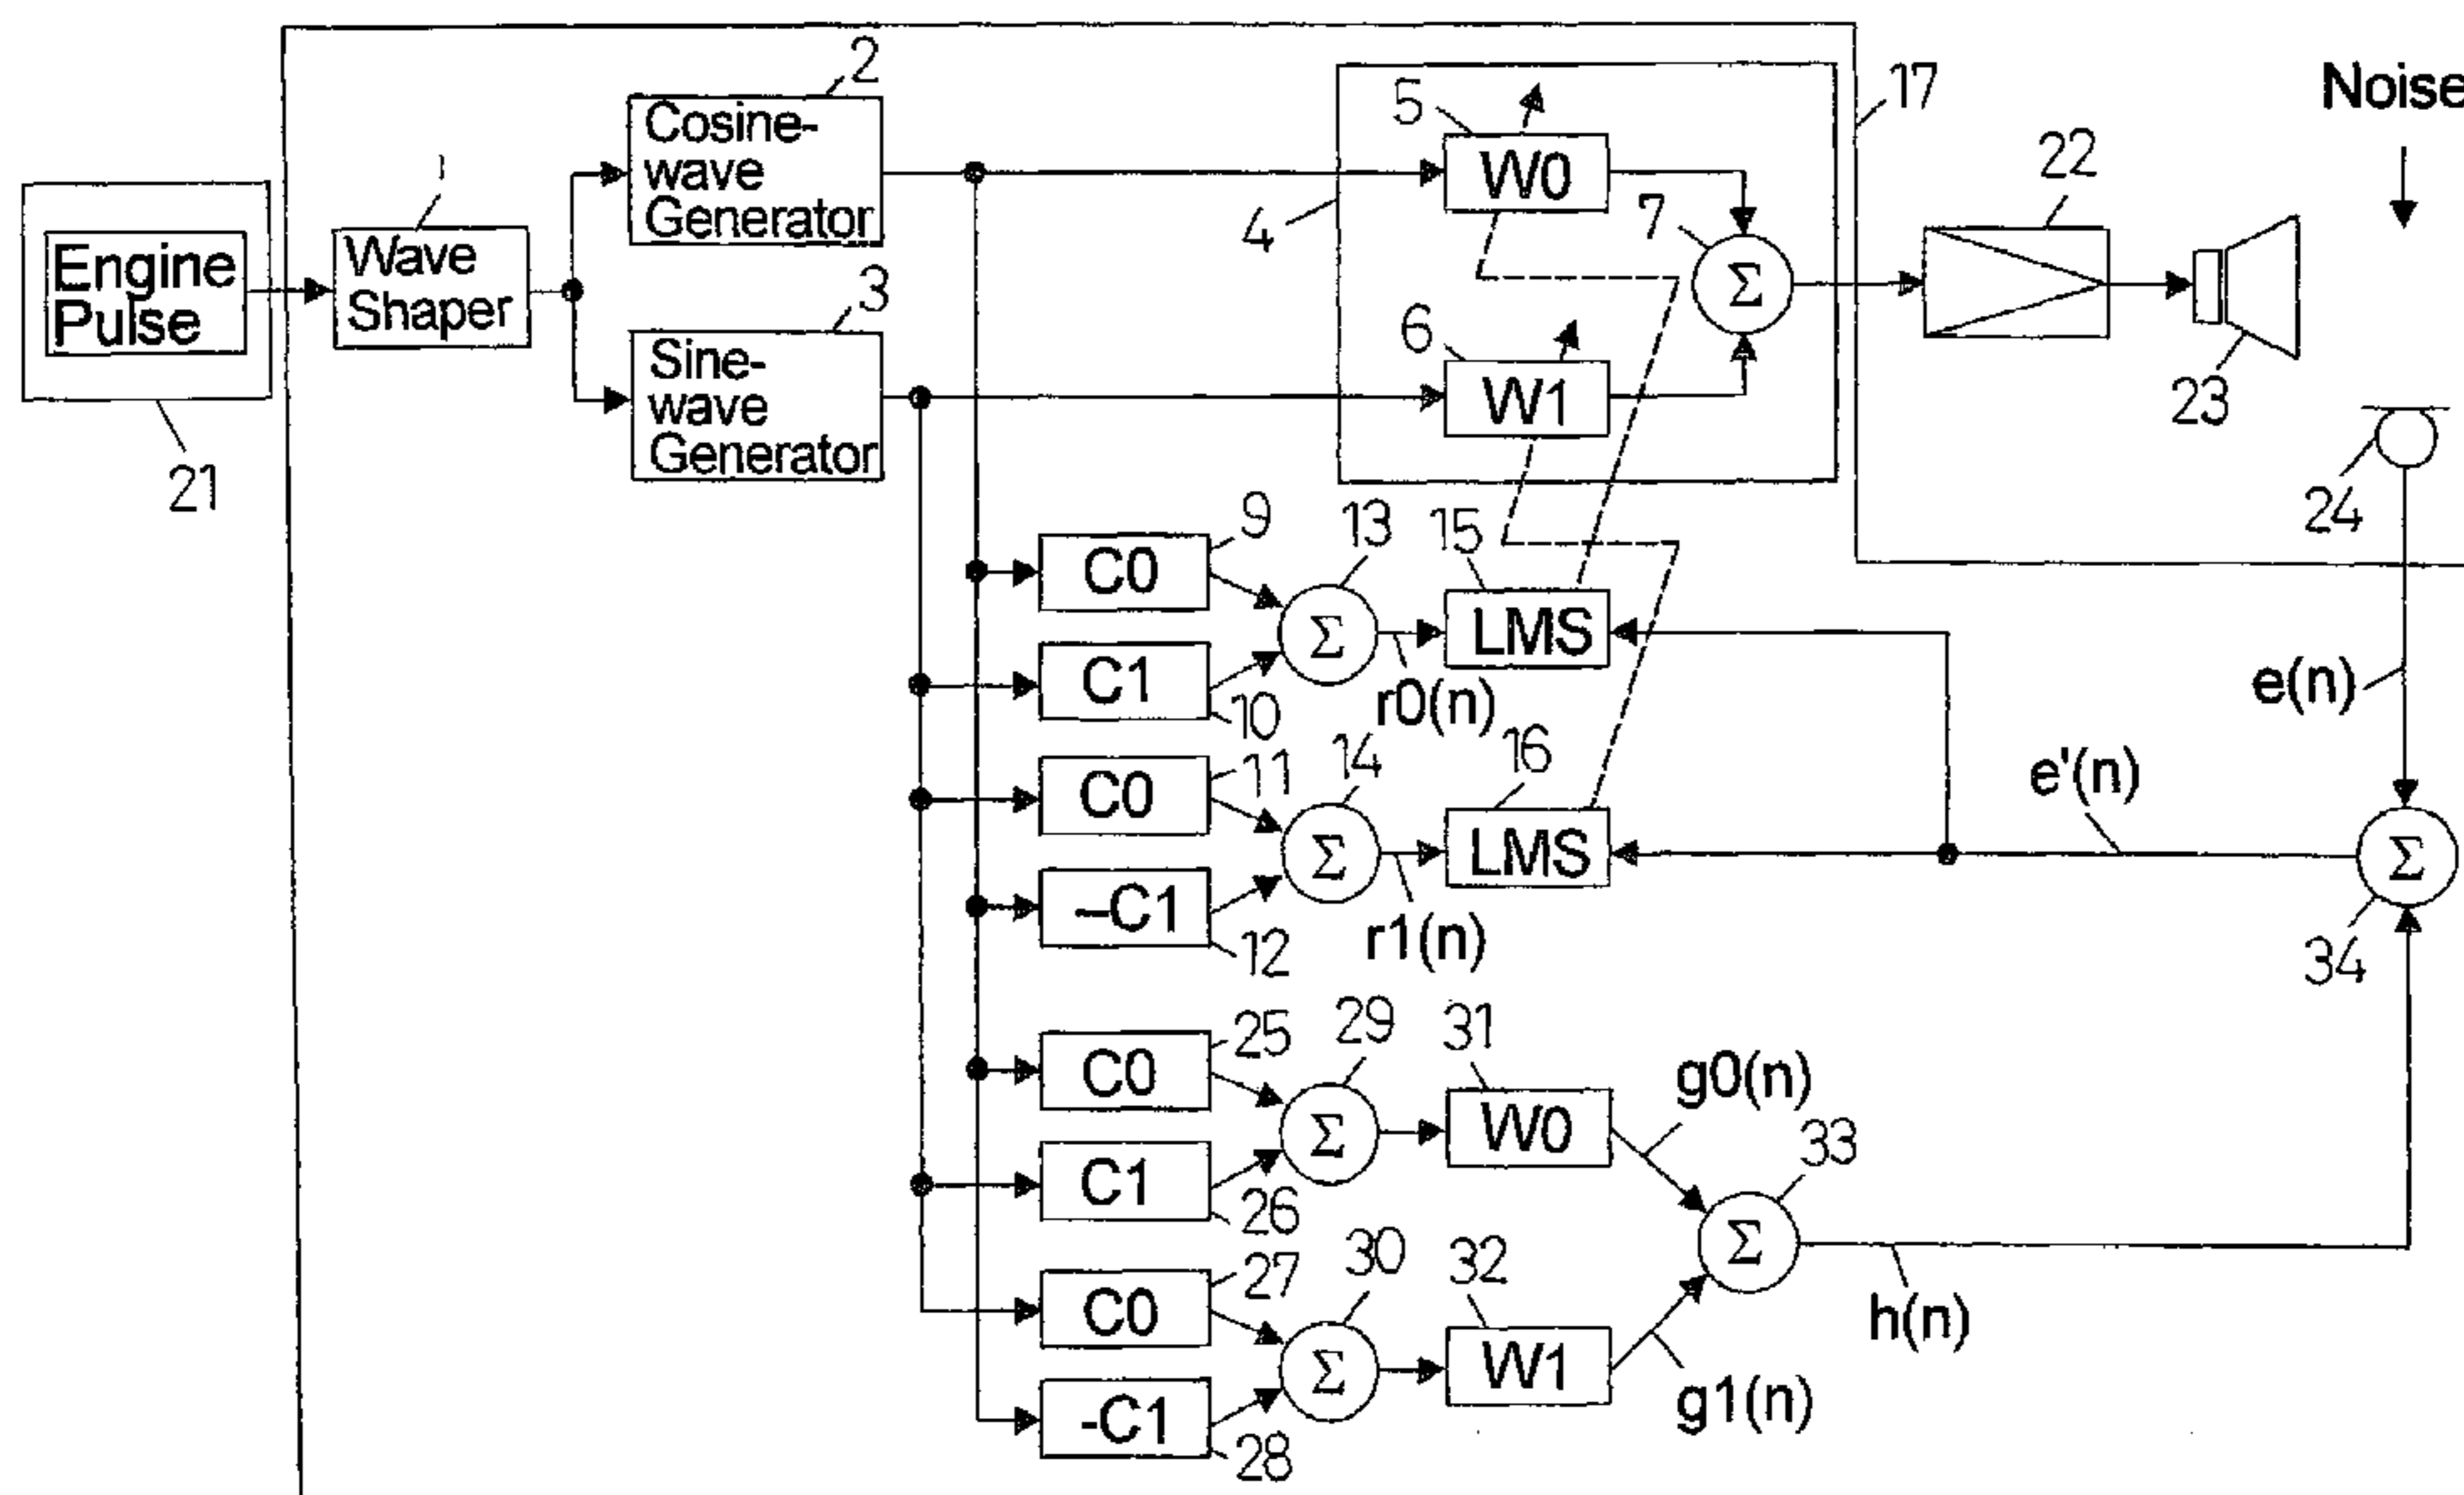 2
17
Noise
5
Cosine-
wave
Generator
W0
22
1
7
4
Engine
Pulse
Wave
Shaper
Σ
3
6
23
Sine-
wave
Generator
W1
21
24
9
13
15
C0
Σ
LMS
C1
10
r0(n)
e(n)
16
14
11
e'(n)
C0
Σ
LMS
Σ
–C1
12
r1(n)
34
25
29
31
C0
g0(n)
Σ
W0
33
C1
26
Σ
27
30
32
C0
h(n)
Σ
W1
g1(n)
-C1
28